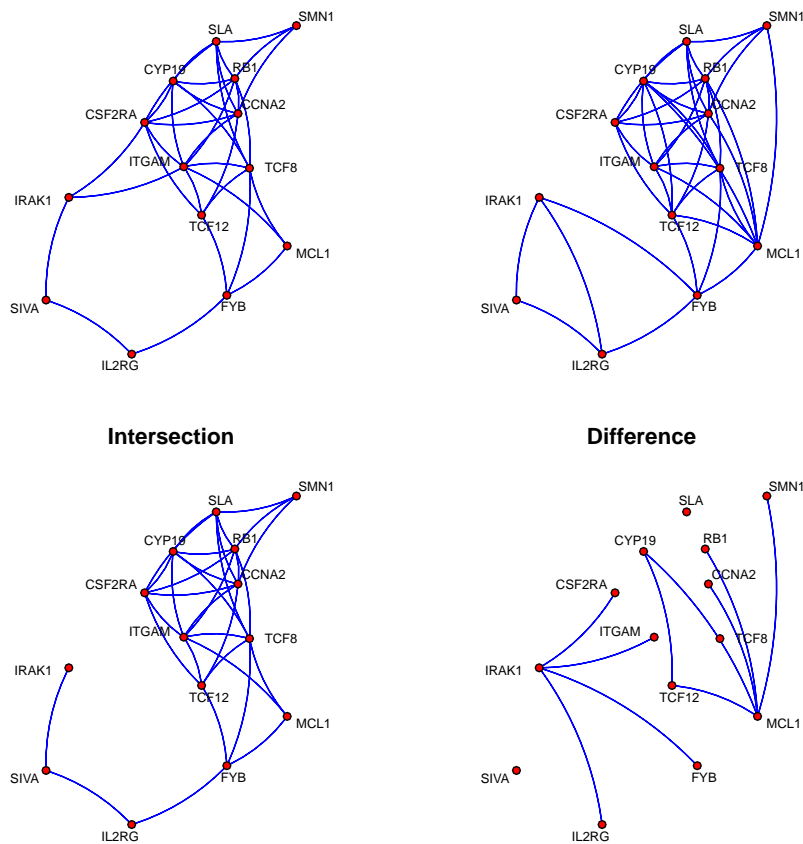 SMN1
SLA
CYP19
RB1
CSF2RA
CCNA2
ITGAM
TCF8
IRAK1
TCF12
MCL1
SIVA
FYB
IL2RG
SMN1
SLA
CYP19
RB1
CSF2RA
CCNA2
ITGAM
TCF8
IRAK1
TCF12
MCL1
SIVA
FYB
IL2RG
Intersection
SMN1
SLA
CYP19
RB1
CSF2RA
CCNA2
ITGAM
TCF8
IRAK1
TCF12
MCL1
SIVA
FYB
IL2RG
Difference
SMN1
SLA
CYP19
RB1
CSF2RA
CCNA2
ITGAM
TCF8
IRAK1
TCF12
MCL1
SIVA
FYB
IL2RG